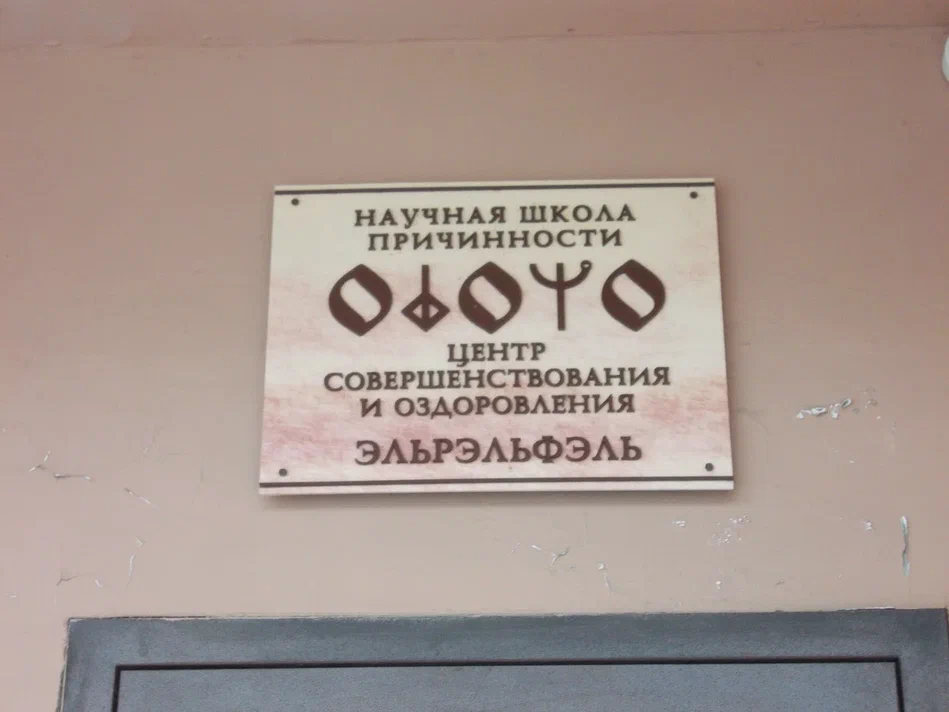 НАУЧНАЯ ШКОЛА
ПРИЧИННОСТИ
ЦЕНТР
СОВЕРШЕНСТВОВАНИЯ
И ОЗДОРОВЛЕНИЯ
ЭЛЬРЭЛЬФЭЛЬ